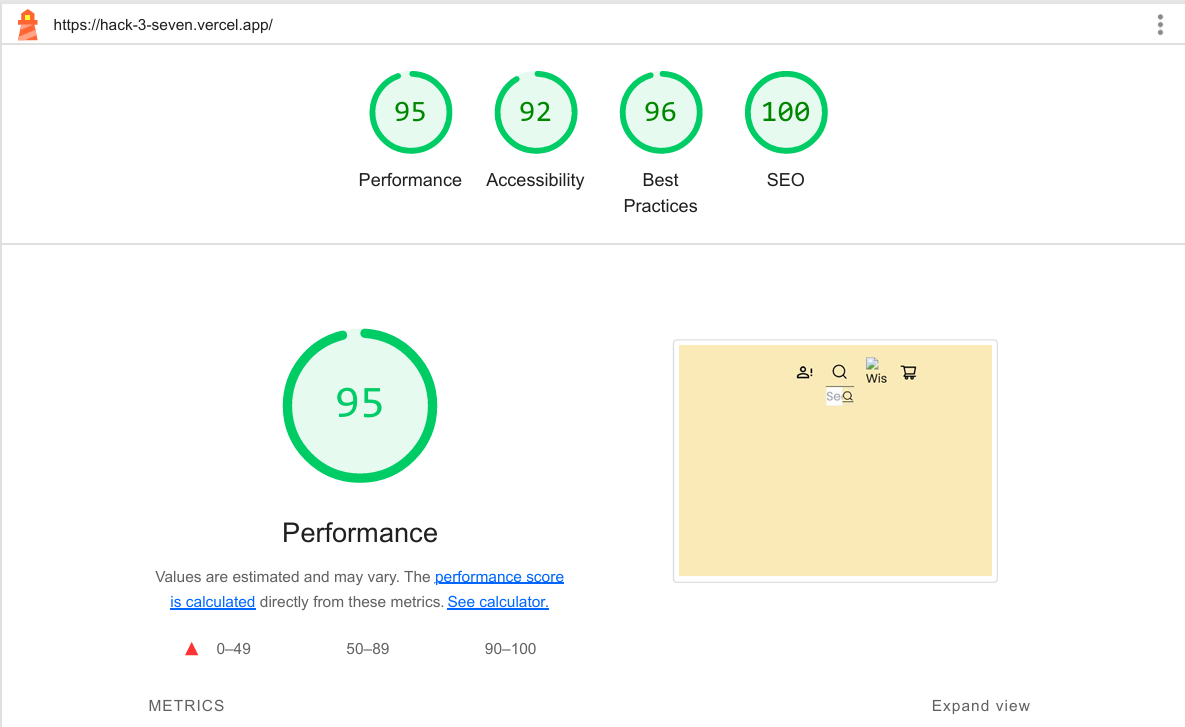 https://hack-3-seven.vercel.app/
95
92
96
100
Performance
Accessibility
Best
Practices
SEO
95
Performance
Values are estimated and may vary. The performance score
is calculated directly from these metrics. See calculator.
0–49
50–89
90–100
Wis
Se
METRICS
Expand view